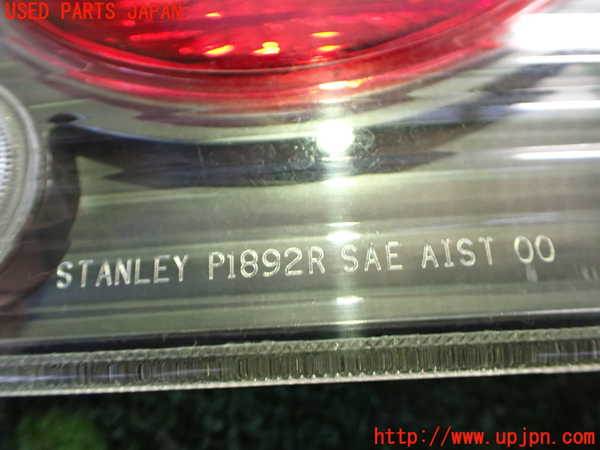 USED PARTS JAPAN
STANLEY P1892R SAE AIST 00
http://www.upjpn.com/